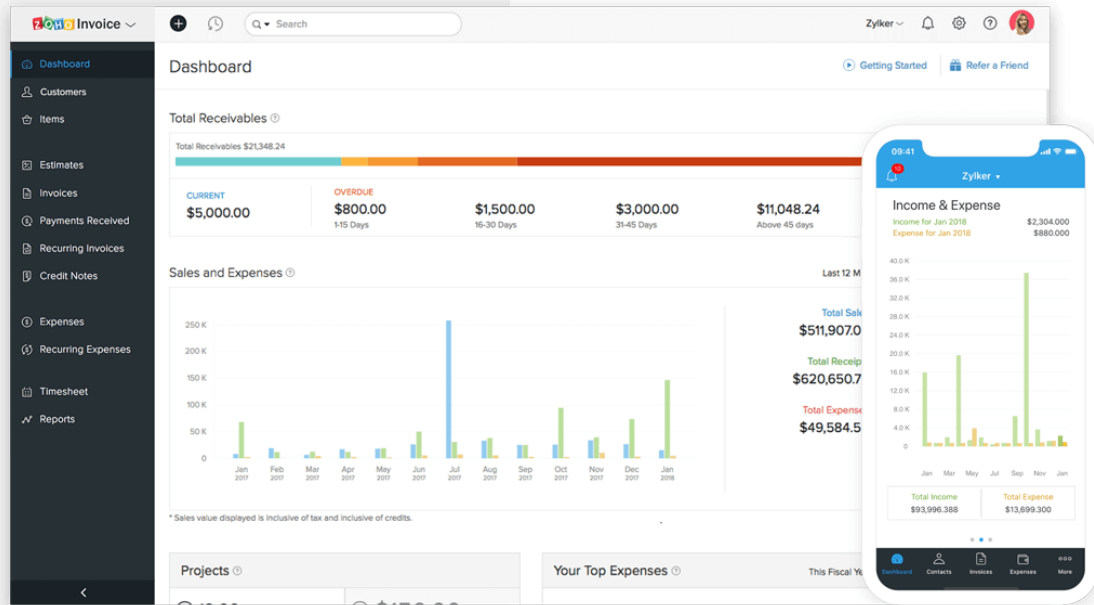 ZOHO Invoice
Search
Zylker
Dashboard
Customers
Items
Estimates
Invoices
Payments Received
Recurring Invoices
Credit Notes
Expenses
Recurring Expenses
Timesheet
Reports
Dashboard
Getting Started
Refer a Friend
Total Receivables
Total Receivables $21,348.24
CURRENT
$5,000.00
OVERDUE
$800.00
1-15 Days
$1,500.00
16-30 Days
$3,000.00
31-45 Days
$11,048.24
Above 45 days
Sales and Expenses
Last 12 M
250 K
200 K
150 K
100 K
50 K
0
Jan 2017
Feb 2017
Mar 2017
Apr 2017
May 2017
Jun 2017
Jul 2017
Aug 2017
Sep 2017
Oct 2017
Nov 2017
Dec 2017
Jan 2018
Total Sale
$511,907.0
Total Receip
$620,650.7
Total Expense
$49,584.5
* Sales value displayed is inclusive of tax and inclusive of credits.
Projects
Your Top Expenses
This Fiscal Ye
09:41
10
Zylker
Income & Expense
Income for Jan 2018 $2,304.000
Expense for Jan 2018 $880.000
40.0 K
36.0 K
32.0 K
28.0 K
24.0 K
20.0 K
16.0 K
12.0 K
8.0 K
4.0 K
0
Jan Mar May Jul Sep Nov Jan
Total Income
$93,996.388
Total Expense
$13,699.300
Dashboard
Contacts
Invoices
Expenses
More